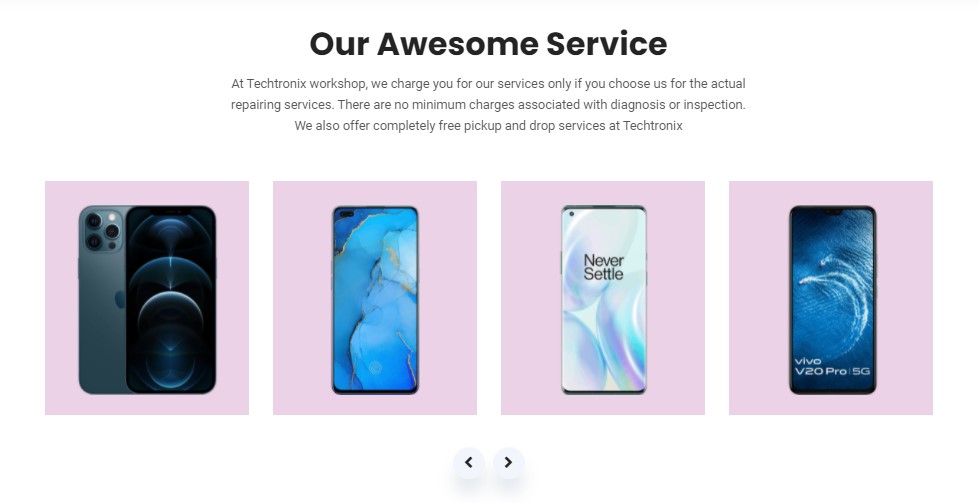 Our Awesome Service
At Techtronix workshop, we charge you for our services only if you choose us for the actual
repairing services. There are no minimum charges associated with diagnosis or inspection.
We also offer completely free pickup and drop services at Techtronix
Never
Settle
vivo
V20 Pro | 5G